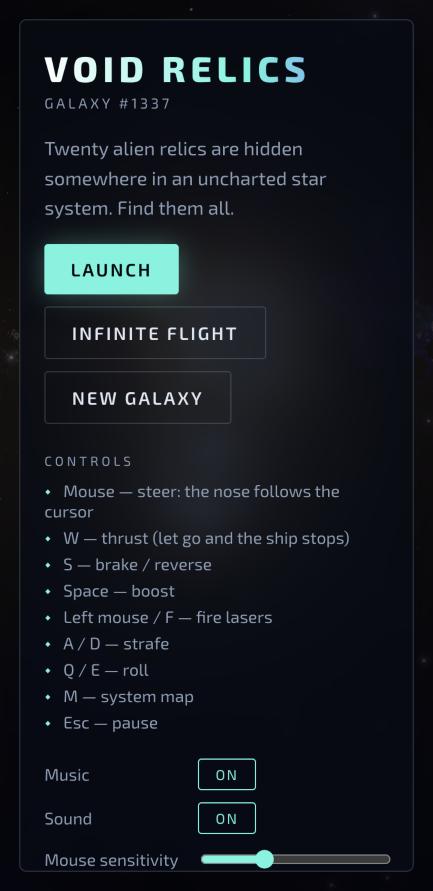 VOID RELICS
GALAXY #1337
Twenty alien relics are hidden
somewhere in an uncharted star
system. Find them all.
LAUNCH
INFINITE FLIGHT
NEW GALAXY
CONTROLS
Mouse — steer: the nose follows the
cursor
W — thrust (let go and the ship stops)
S — brake / reverse
Space — boost
Left mouse / F — fire lasers
A / D — strafe
Q / E — roll
M — system map
Esc — pause
Music ON
Sound ON
Mouse sensitivity